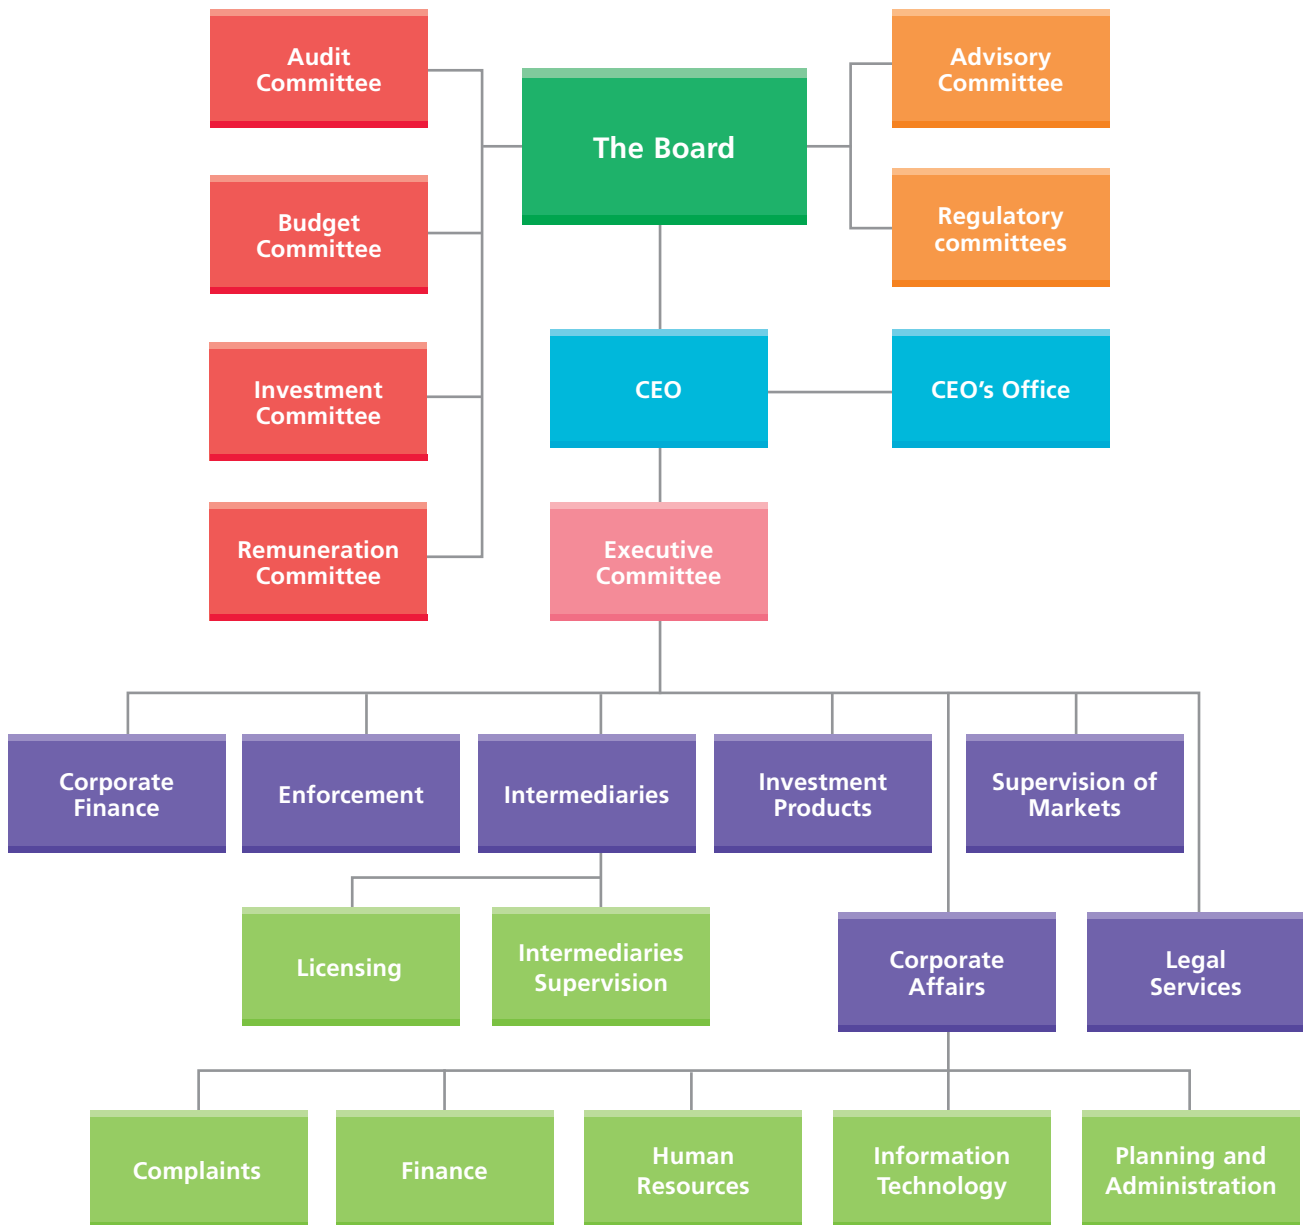 Audit
Committee
Advisory
Committee
The Board
Budget
Committee
Regulatory
committees
Investment
Committee
CEO
CEO’s Office
Remuneration
Committee
Executive
Committee
Corporate
Finance
Enforcement
Intermediaries
Investment
Products
Supervision of
Markets
Licensing
Intermediaries
Supervision
Corporate
Affairs
Legal
Services
Complaints
Finance
Human
Resources
Information
Technology
Planning and
Administration